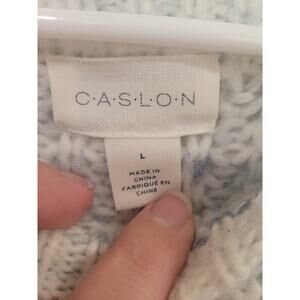 C·A·S·L·O·N
L
MADE IN
CHINA
FABRIQUÉ EN
CHINE